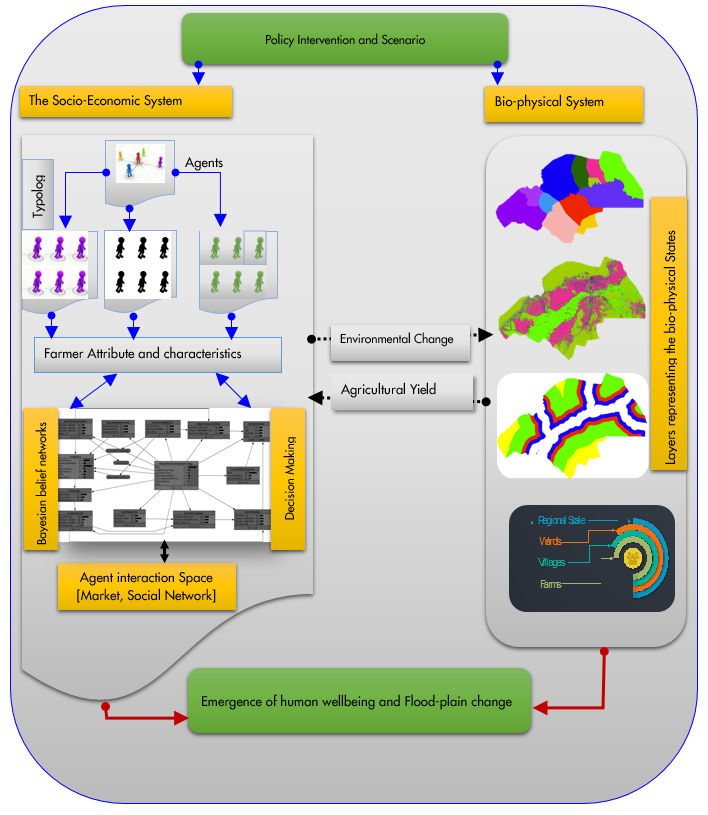 Policy Intervention and Scenario
The Socio-Economic System
Bio-physical System
Agents
Typolog
Farmer Attribute and characteristics
Environmental Change
Agricultural Yield
Layers representing the bio-physical States
Bayesian belief networks
Decision Making
Agent interaction Space
[Market, Social Network]
Regional Scale
Wards
Villages
Farms
Emergence of human wellbeing and Flood-plain change